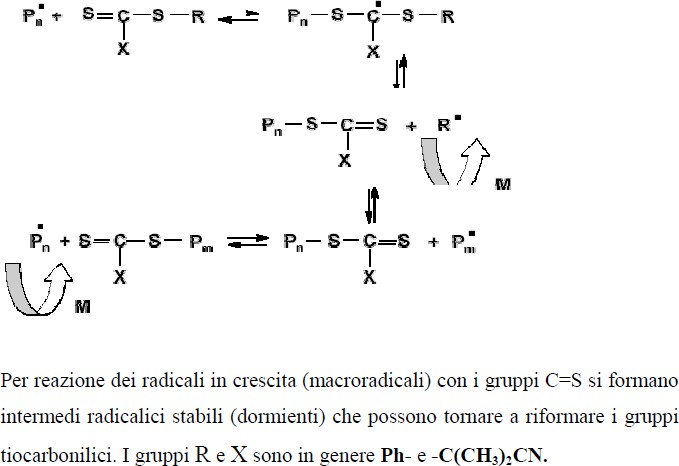 Pn• + S=C–S–R ⇌ Pn–S–C•–S–R
X X
Pn–S–C=S + R•
X M
Pn• + S=C–S–Pm ⇌ Pn–S–C=S + Pm•
X X
M
Per reazione dei radicali in crescita (macroradicali) con i gruppi C=S si formano
intermedi radicalici stabili (dormienti) che possono tornare a riformare i gruppi
tiocarbonilici. I gruppi R e X sono in genere Ph- e -C(CH₃)₂CN.